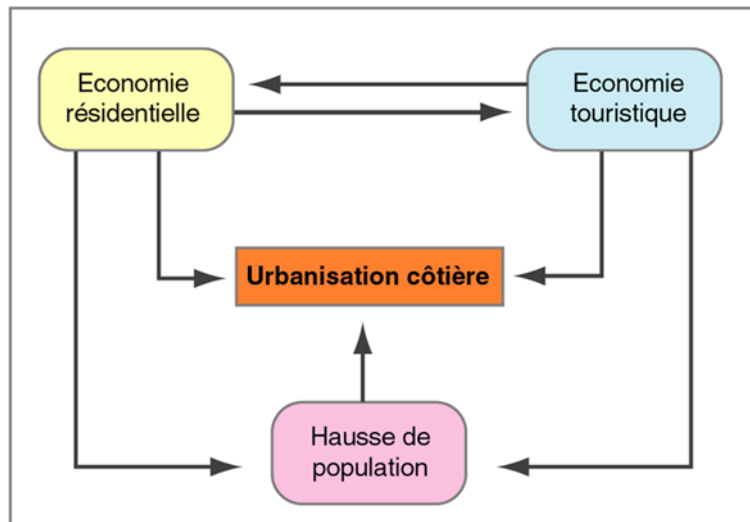 Economie
résidentielle
Economie
touristique
Urbanisation côtière
Hausse de
population